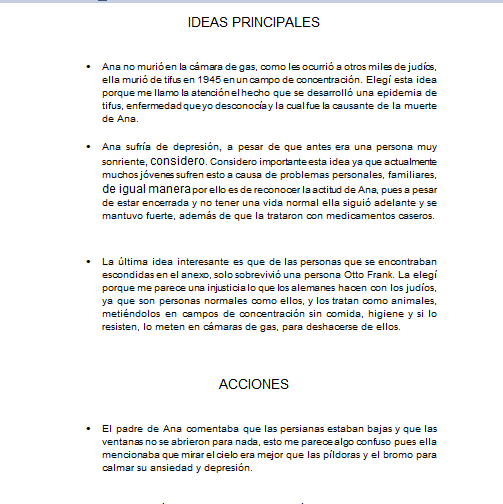 IDEAS PRINCIPALES
• Ana no murió en la cámara de gas, como les ocurrió a otros miles de judíos,
ella murió de tifus en 1945 en un campo de concentración. Elegí esta idea
porque me llamo la atención el hecho que se desarrolló una epidemia de
tifus, enfermedad que yo desconocía y la cual fue la causante de la muerte
de Ana.
• Ana sufría de depresión, a pesar de que antes era una persona muy
sonriente, considero. Considero importante esta idea ya que actualmente
muchos jóvenes sufren esto a causa de problemas personales, familiares,
de igual manera por ello es de reconocer la actitud de Ana, pues a pesar
de estar encerrada y no tener una vida normal ella siguió adelante y se
mantuvo fuerte, además de que la trataron con medicamentos caseros.
• La última idea interesante es que de las personas que se encontraban
escondidas en el anexo, solo sobrevivió una persona Otto Frank. La elegí
porque me parece una injusticia lo que los alemanes hacen con los judíos,
ya que son personas normales como ellos, y los tratan como animales,
metiéndolos en campos de concentración sin comida, higiene y si lo
resisten, lo meten en cámaras de gas, para deshacerse de ellos.
ACCIONES
• El padre de Ana comentaba que las persianas estaban bajas y que las
ventanas no se abrieron para nada, esto me parece algo confuso pues ella
mencionaba que mirar el cielo era mejor que las píldoras y el bromo para
calmar su ansiedad y depresión.